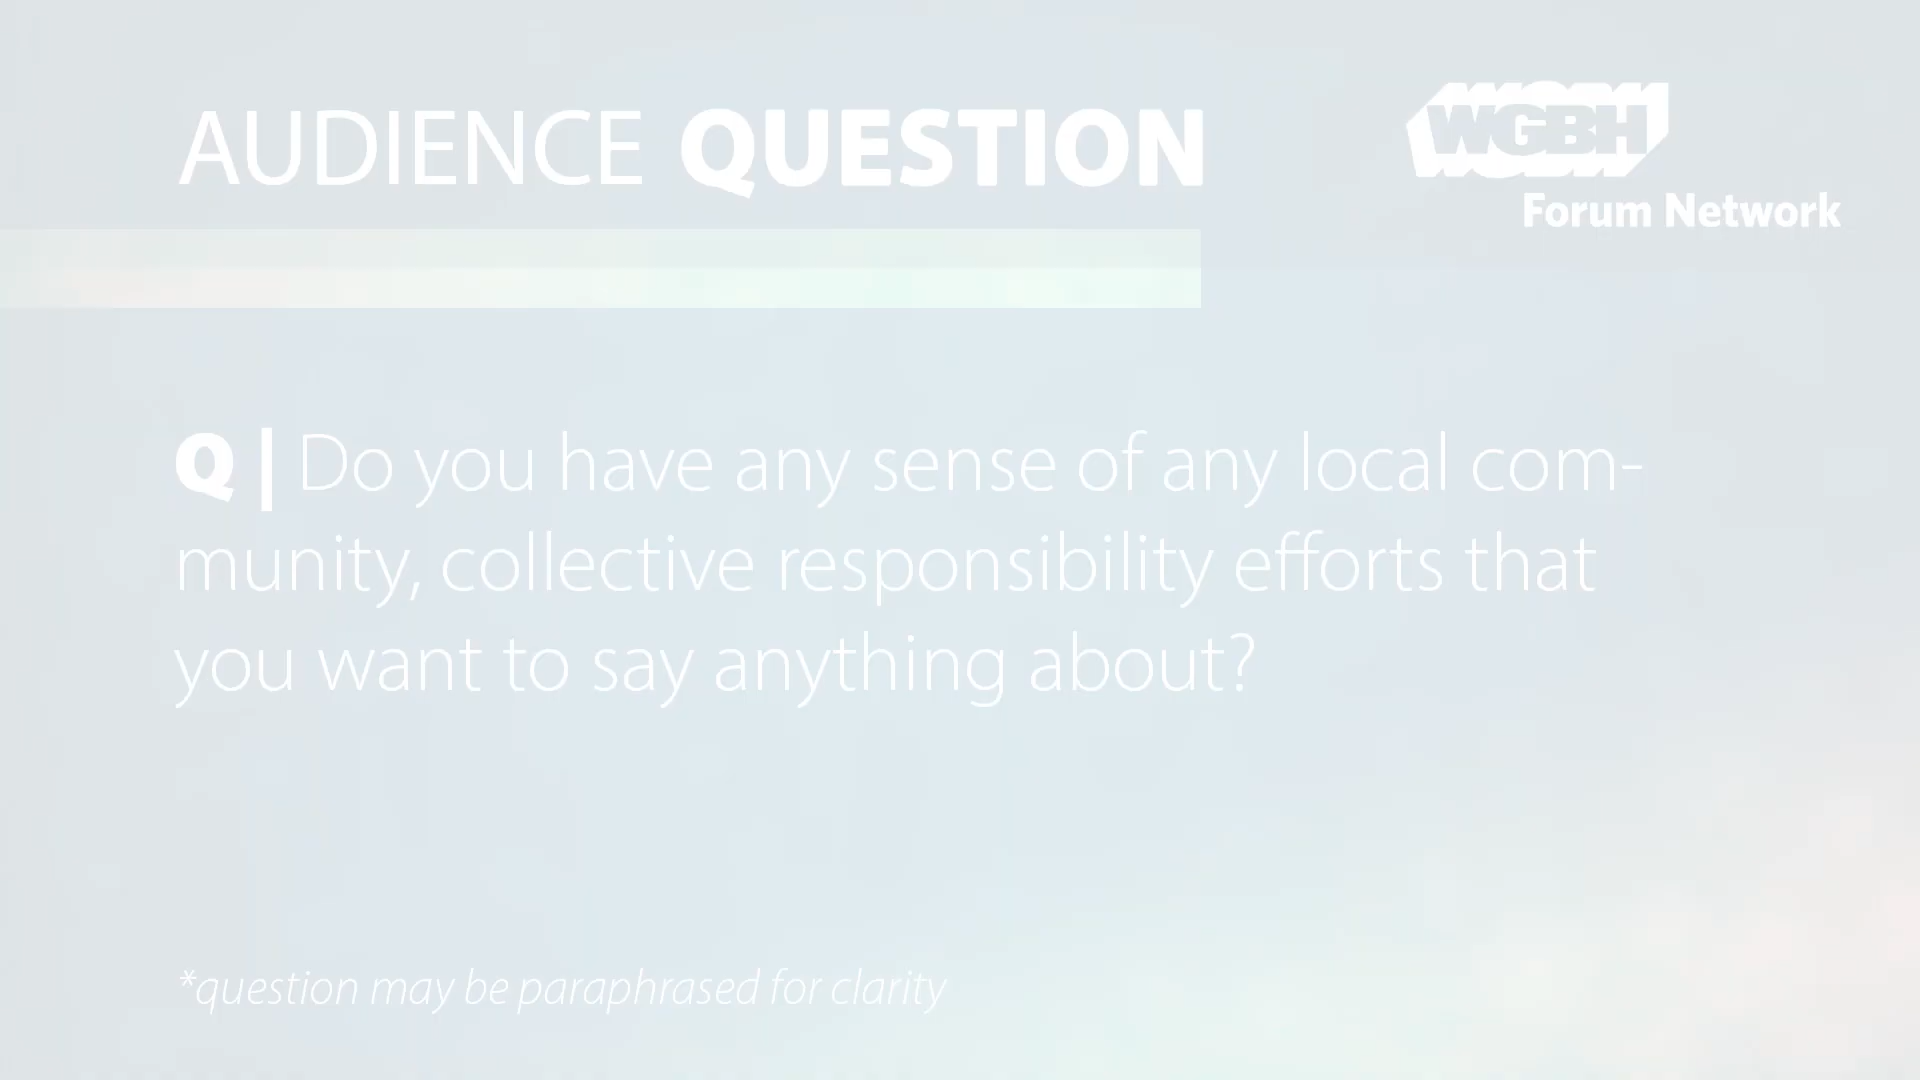 AUDIENCE QUESTION
WGBH
Forum Network
Q | Do you have any sense of any local com-
munity, collective responsibility efforts that
you want to say anything about?
*question may be paraphrased for clarity